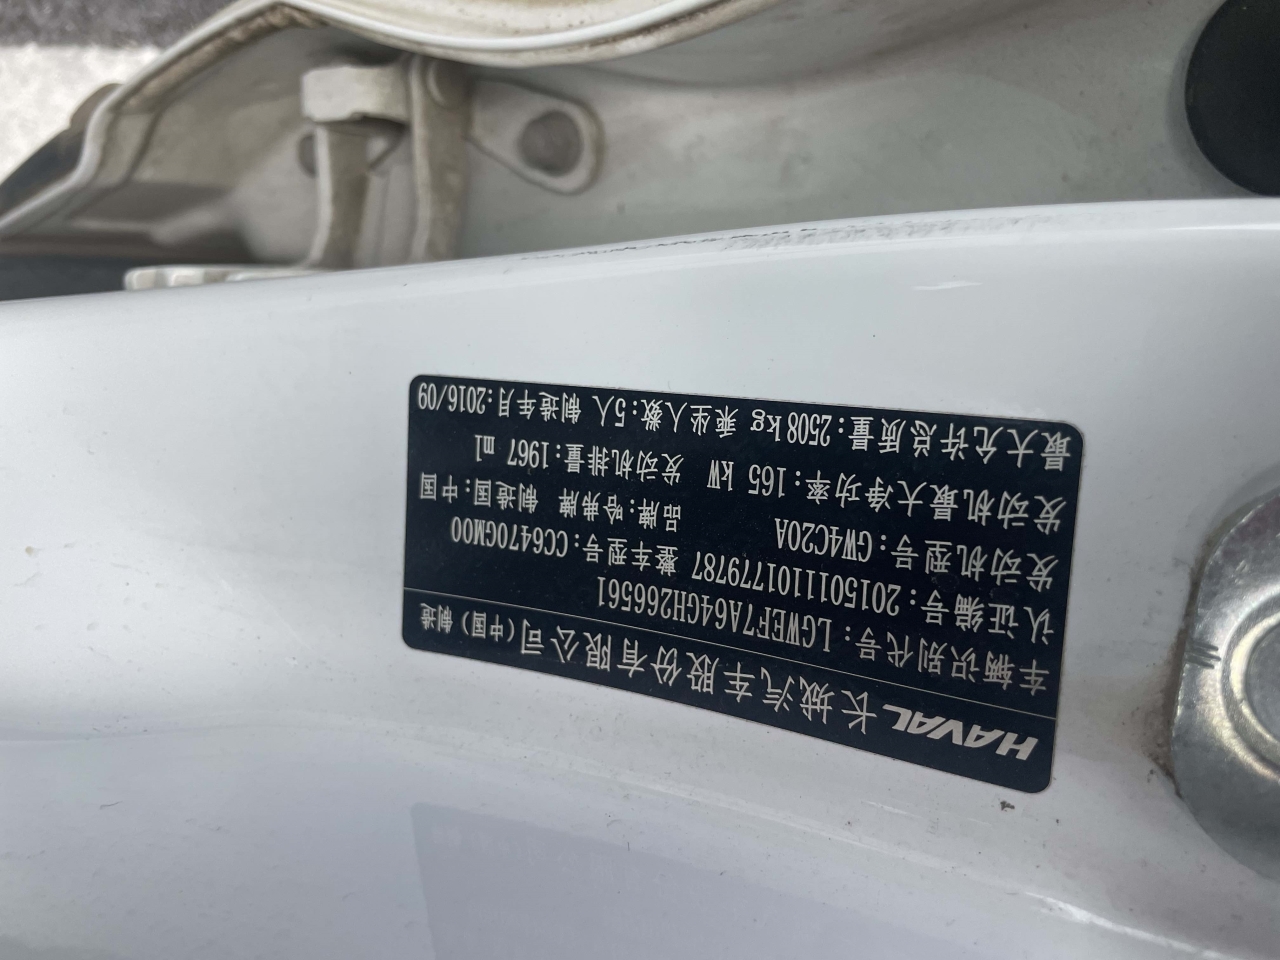 HAVAL 长城汽车股份有限公司(中国)制造
车辆识别代号:LGWEF7A64GH266561
认证编号:2015011101779787 整车型号:CC6470GM00
发动机型号:GW4C20A 品牌:哈弗牌 制造国:中国
发动机最大净功率:165 kW 发动机排量:1967 ml
最大允许总质量:2508kg 乘坐人数:5人 制造年月:2016/09